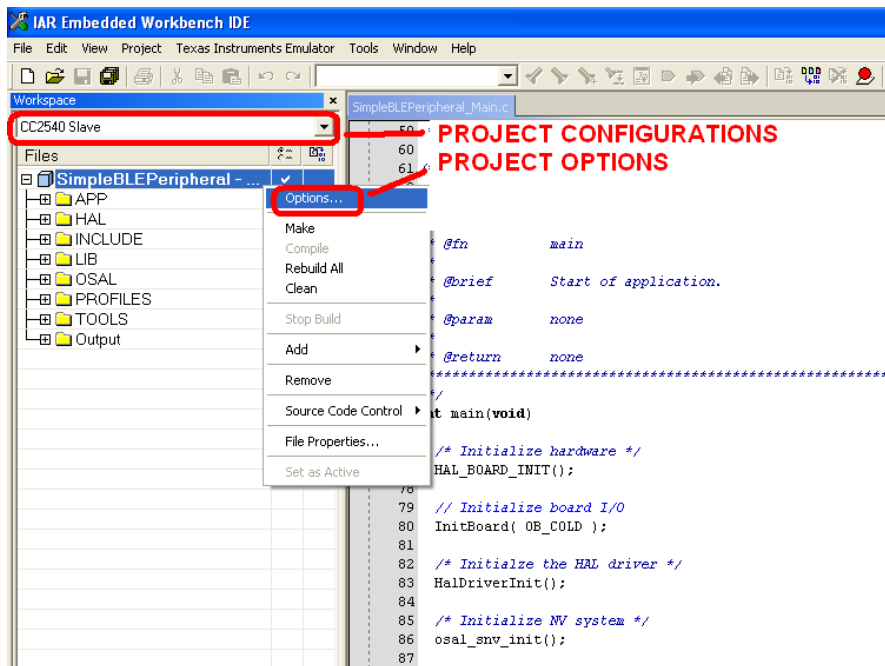 IAR Embedded Workbench IDE
File Edit View Project Texas Instruments Emulator Tools Window Help
Workspace
SimpleBLEPeripheral_Main.c
CC2540 Slave
PROJECT CONFIGURATIONS
PROJECT OPTIONS
Files
SimpleBLEPeripheral - ...
APP
HAL
INCLUDE
LIB
OSAL
PROFILES
TOOLS
Output
Options...
Make
Compile
Rebuild All
Clean
Stop Build
Add
Remove
Source Code Control
File Properties...
Set as Active
59
60
61
* @fn main
* @brief Start of application.
* @param none
* @return none
*/
main(void)
/* Initialize hardware */
HAL_BOARD_INIT();
78
79 // Initialize board I/O
80 InitBoard( OB_COLD );
81
82 /* Initialze the HAL driver */
83 HalDriverInit();
84
85 /* Initialize NV system */
86 osal_snv_init();
87